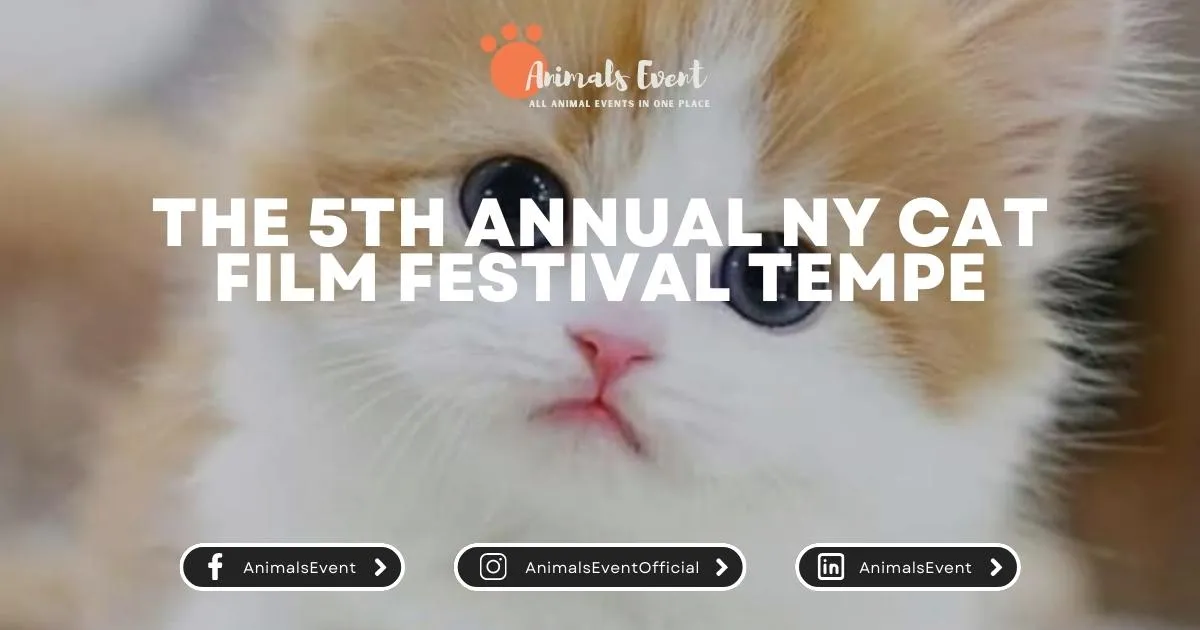 Animals Event
ALL ANIMAL EVENTS IN ONE PLACE
THE 5TH ANNUAL NY CAT
FILM FESTIVAL TEMPE
AnimalsEvent
AnimalsEventOfficial
AnimalsEvent